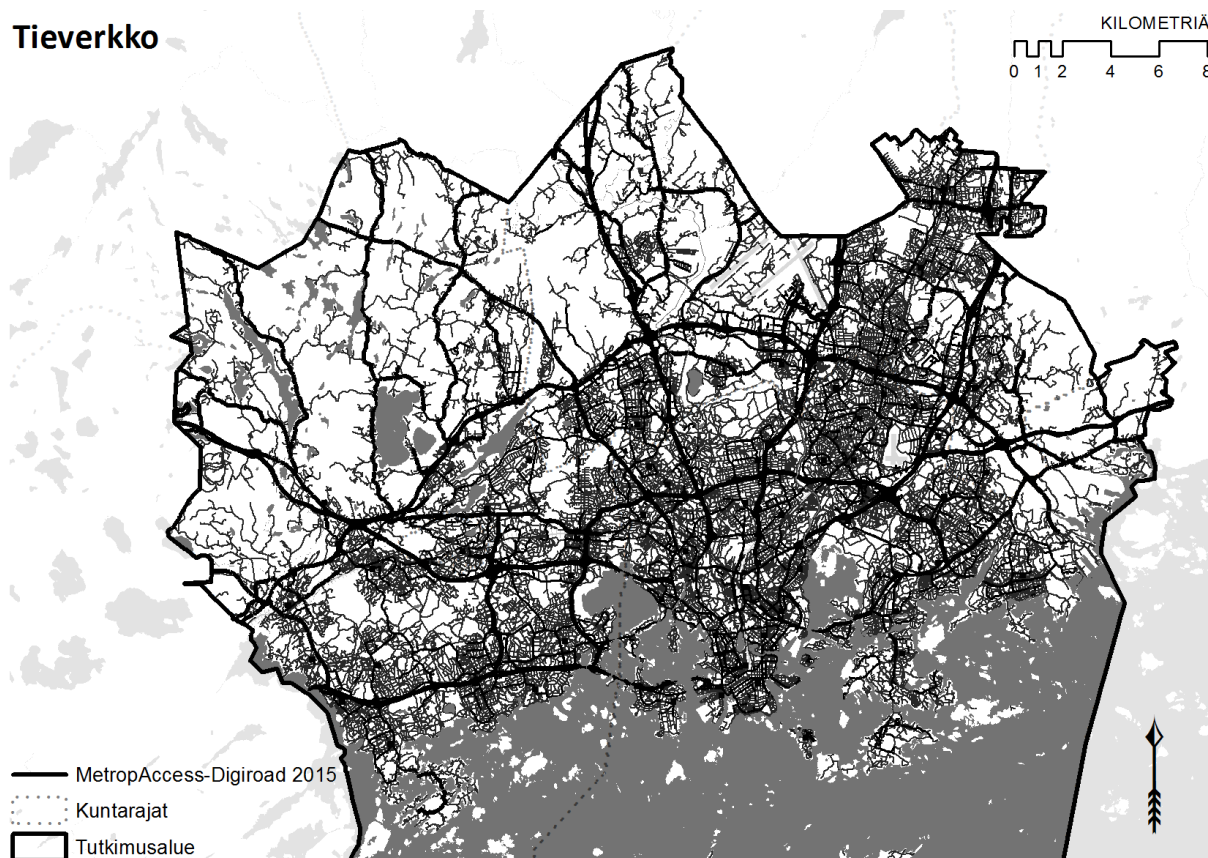 Tieverkko
KILOMETRIÄ
0 1 2 4 6 8
MetropAccess-Digiroad 2015
Kuntarajat
Tutkimusalue